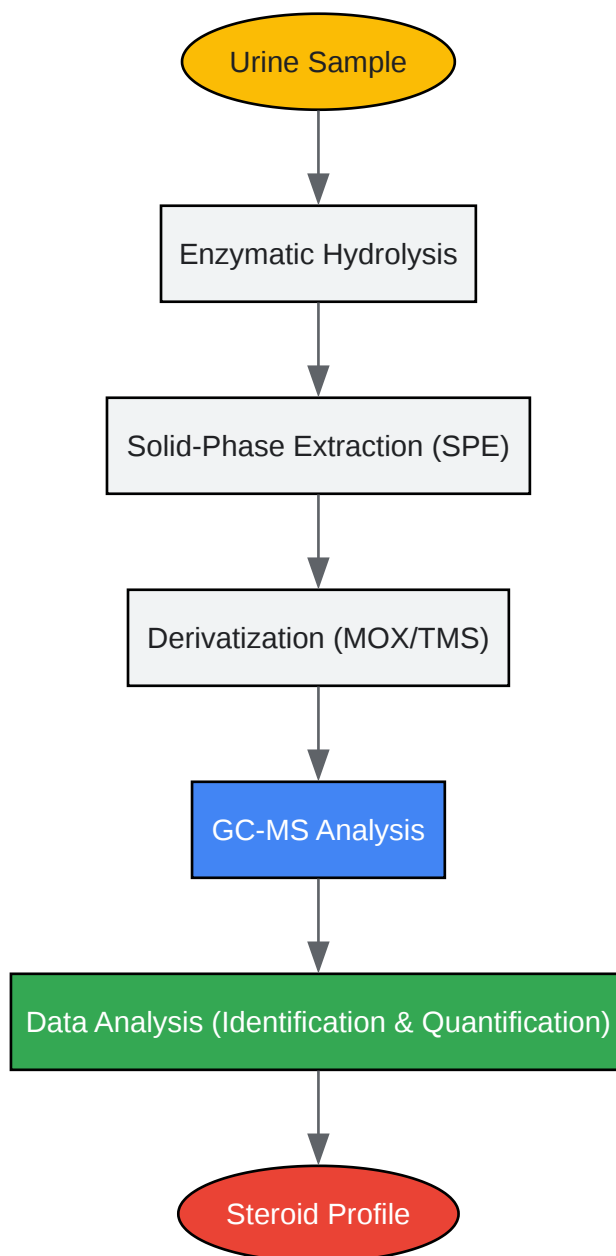 Urine Sample
Enzymatic Hydrolysis
Solid-Phase Extraction (SPE)
Derivatization (MOX/TMS)
GC-MS Analysis
Data Analysis (Identification & Quantification)
Steroid Profile